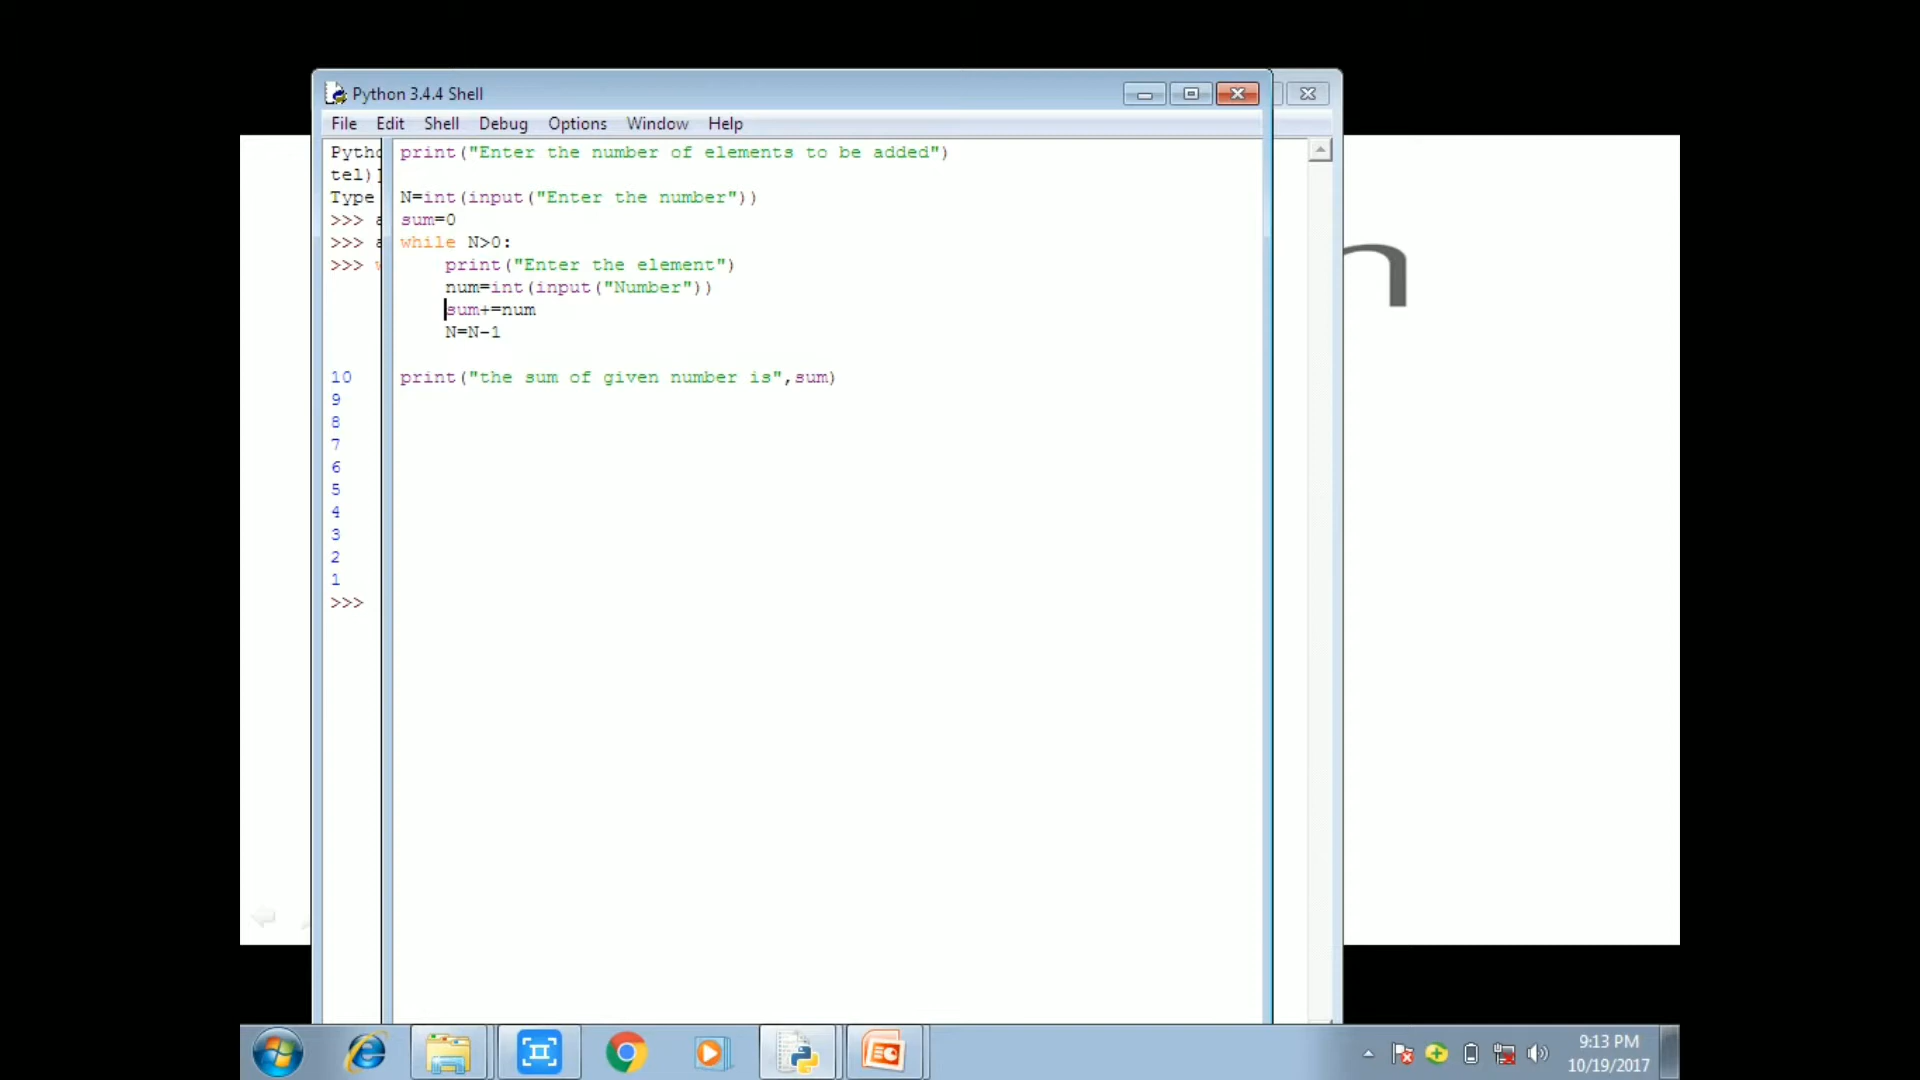 Python 3.4.4 Shell
File Edit Shell Debug Options Window Help
tel)]
Type
>>>
>>>
>>>
10
9
8
7
6
5
4
3
2
1
>>>
print("Enter the number of elements to be added")
N=int(input("Enter the number"))
sum=0
while N>0:
print("Enter the element")
num=int(input("Number"))
sum+=num
N=N-1
print("the sum of given number is",sum)
n
9:13 PM
10/19/2017